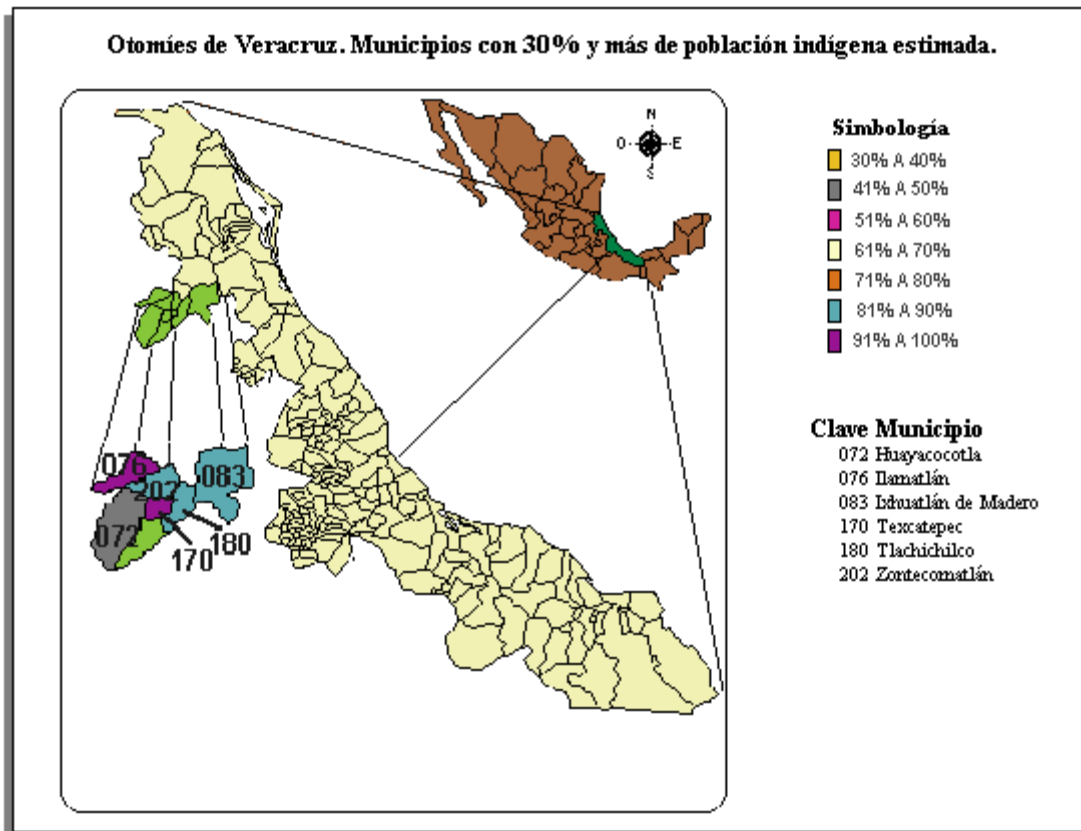 Otomíes de Veracruz. Municipios con 30% y más de población indígena estimada.
N
O E
S
Simbología
30% A 40%
41% A 50%
51% A 60%
61% A 70%
71% A 80%
81% A 90%
91% A 100%
076
083
202
072
180
170
Clave Municipio
072 Huayacocotla
076 Ilamatlán
083 Ixhuatlán de Madero
170 Texcatepec
180 Tlachichilco
202 Zontecomatlán